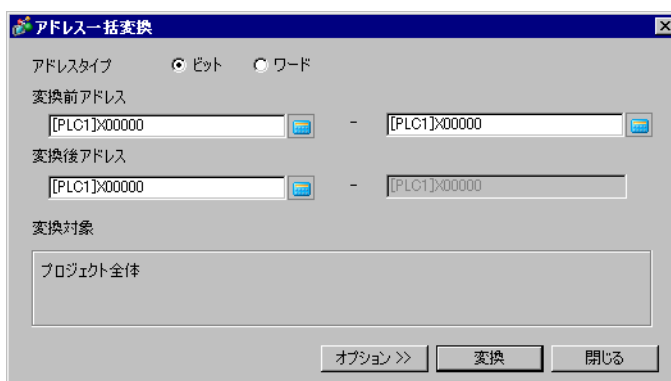 アドレス一括変換
アドレスタイプ ビット ワード
変換前アドレス
[PLC1]X00000 - [PLC1]X00000
変換後アドレス
[PLC1]X00000 - [PLC1]X00000
変換対象
プロジェクト全体
オプション >> 変換 閉じる